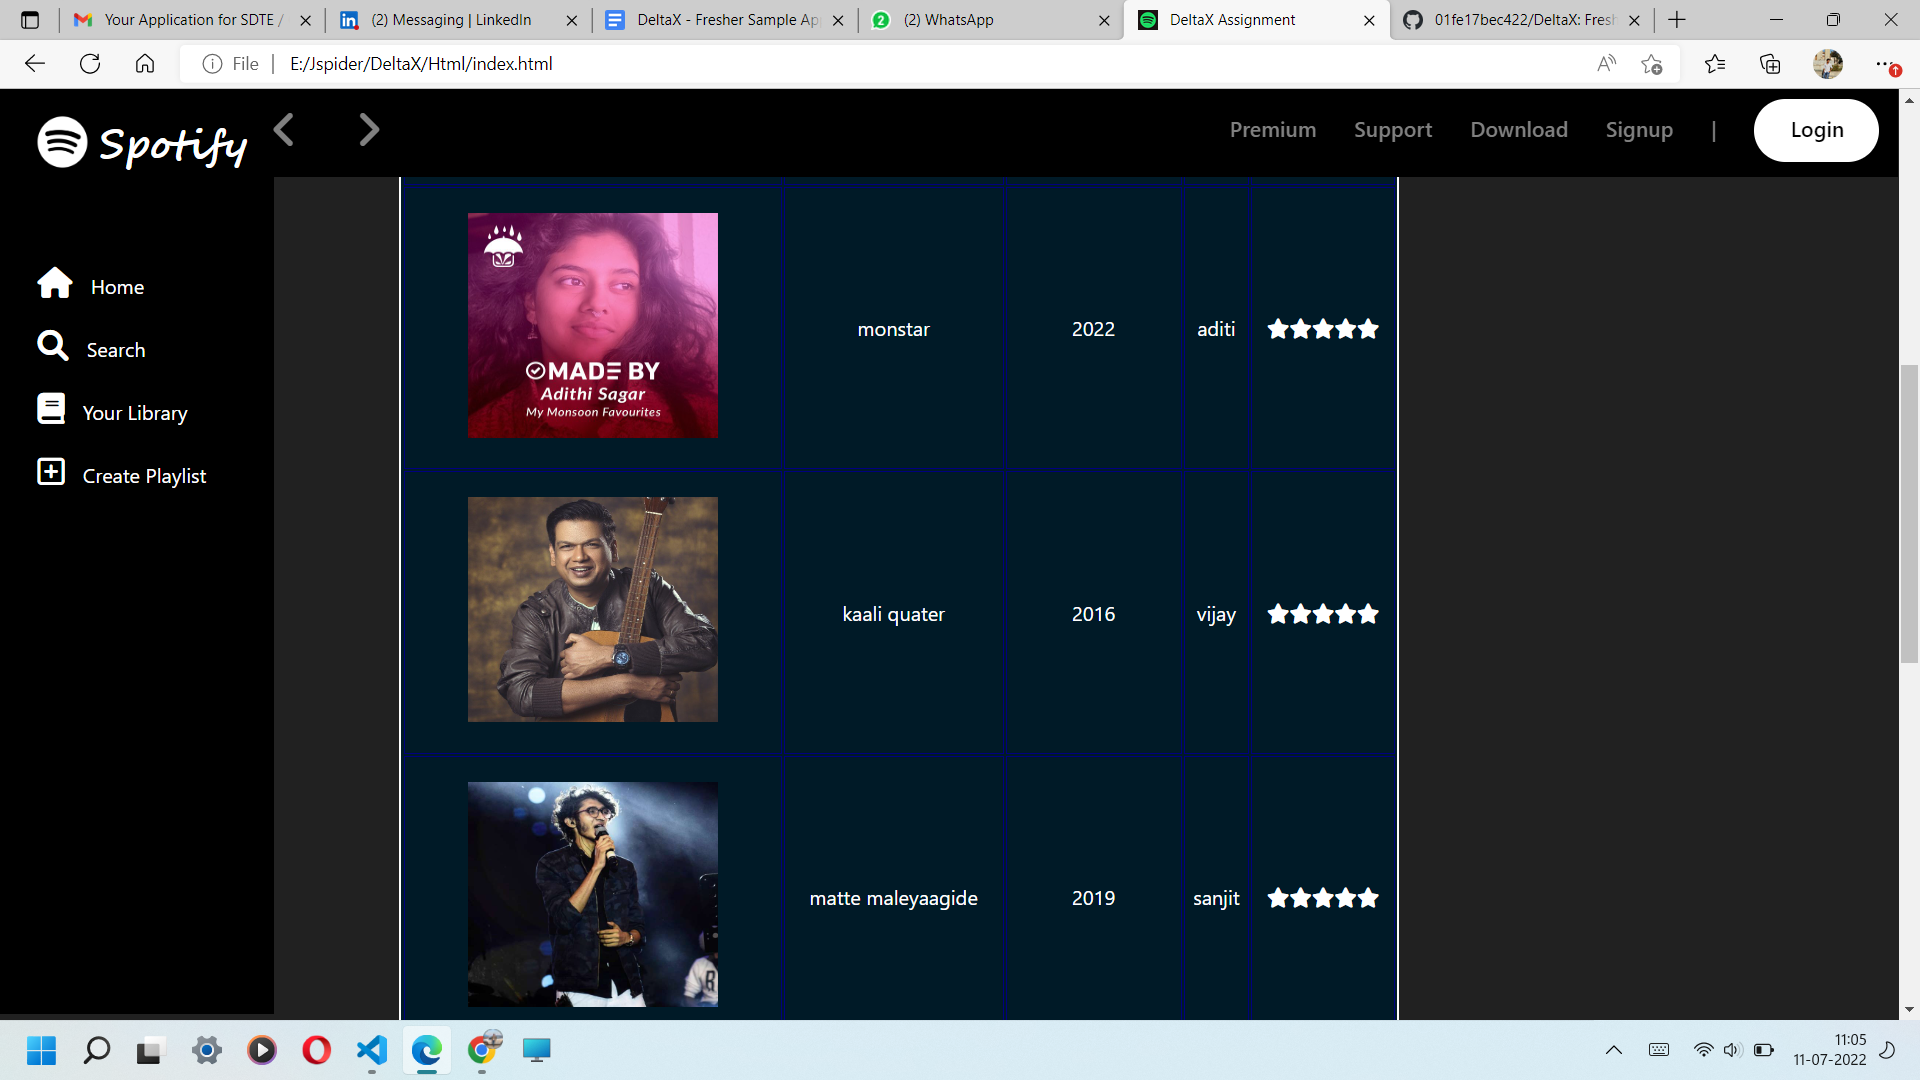 Your Application for SDTE /
(2) Messaging | LinkedIn
DeltaX - Fresher Sample Ap
2
(2) WhatsApp
DeltaX Assignment
01fe17bec422/DeltaX: Fresh
File
E:/Jspider/DeltaX/Html/index.html
Spotify
Premium
Support
Download
Signup
|
Login
Home
Search
Your Library
Create Playlist
MADE BY
Adithi Sagar
My Monsoon Favourites
monstar
2022
aditi
kaali quater
2016
vijay
R
matte maleyaagide
2019
sanjit
11:05
11-07-2022